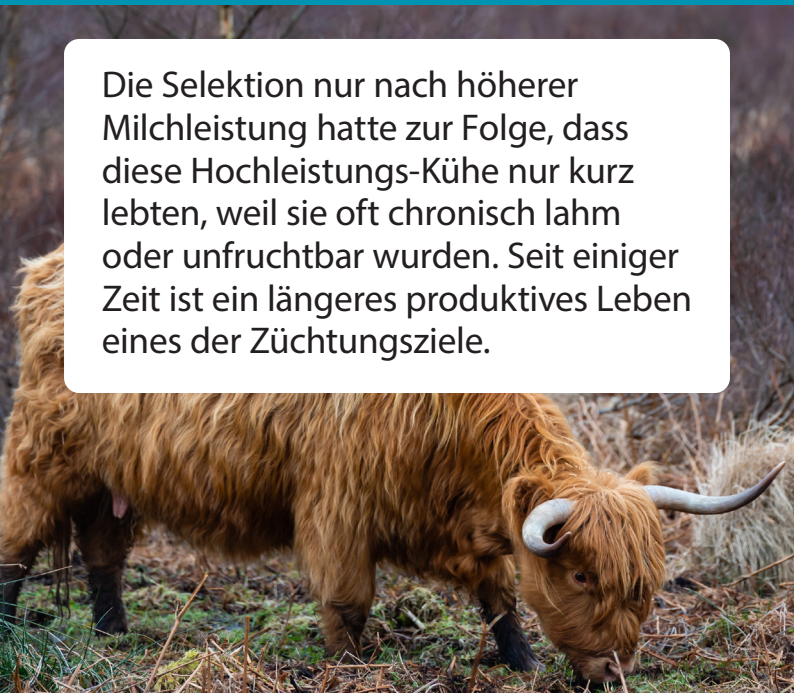 Die Selektion nur nach höherer
Milchleistung hatte zur Folge, dass
diese Hochleistungs-Kühe nur kurz
lebten, weil sie oft chronisch lahm
oder unfruchtbar wurden. Seit einiger
Zeit ist ein längeres produktives Leben
eines der Züchtungsziele.